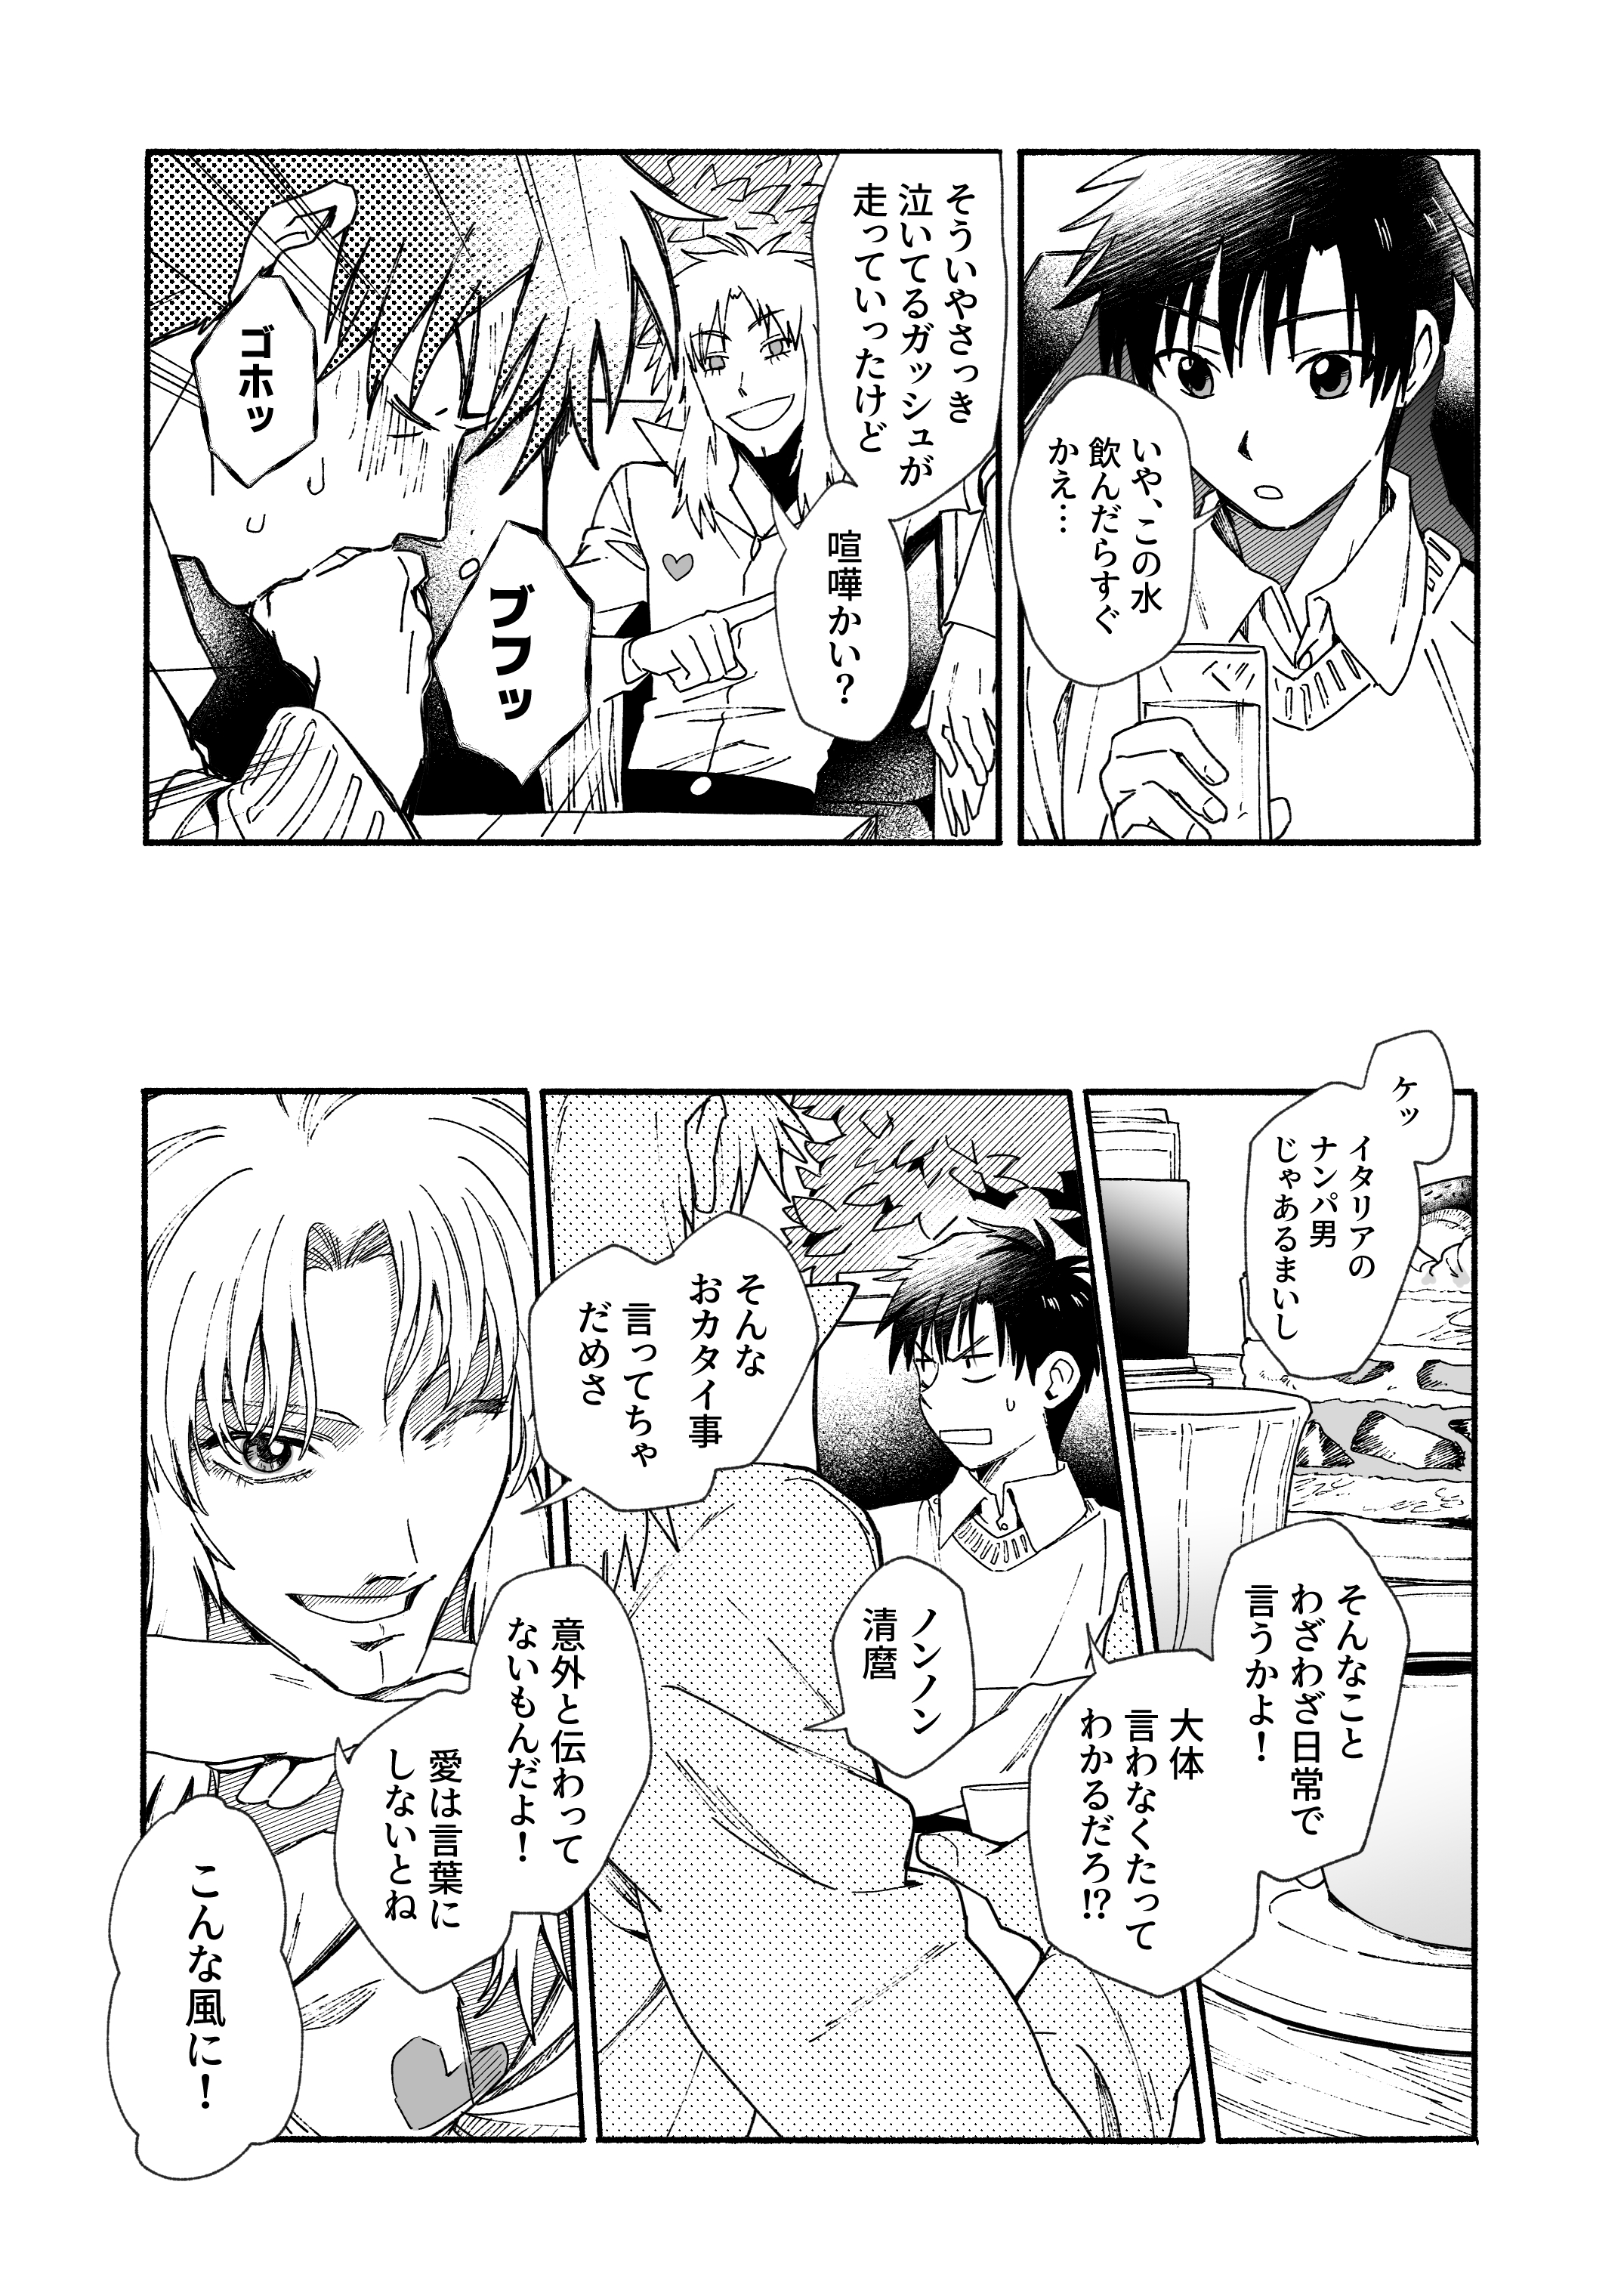 いや、この水
飲んだらすぐ
かえ…
そういやさっき
泣いてるガッシュが
走っていったけど
喧嘩かい？
ブフッ
ゴホッ
ケッ
イタリアの
ナンパ男
じゃあるまいし
そんなこと
わざわざ日常で
言うかよ！
大体
言わなくたって
わかるだろ!?
ノンノン
清麿
そんな
おカタイ事
言ってちゃ
だめさ
意外と伝わって
ないもんだよ！
愛は言葉に
しないとね
こんな風に！